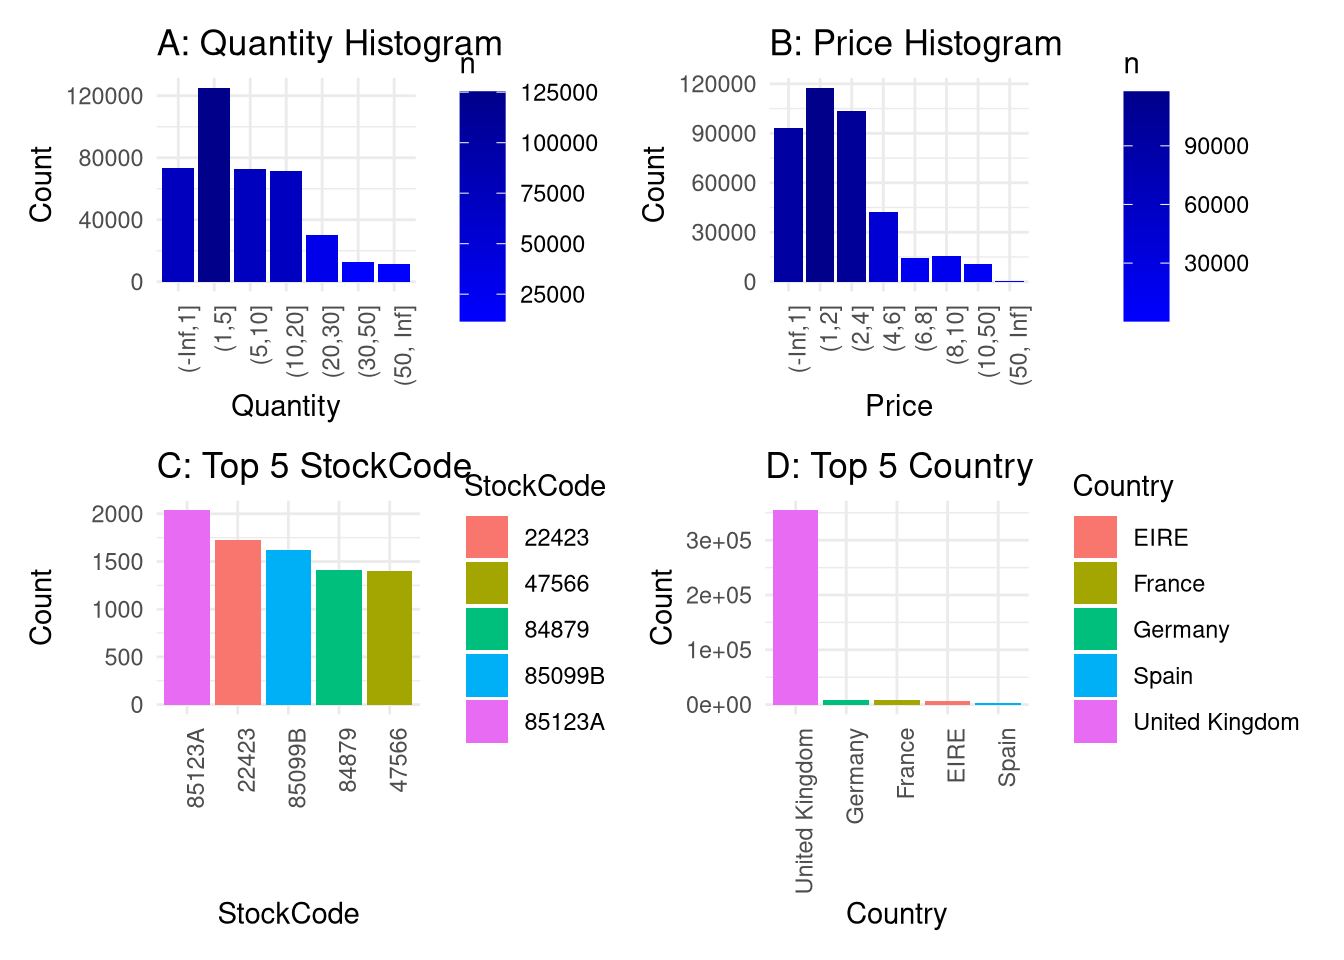 A: Quantity Histogram
n
Count
120000
80000
40000
0
(-Inf,1]
(1,5]
(5,10]
(10,20]
(20,30]
(30,50]
(50, Inf]
Quantity
125000
100000
75000
50000
25000
B: Price Histogram
n
Count
120000
90000
60000
30000
0
(-Inf,1]
(1,2]
(2,4]
(4,6]
(6,8]
(8,10]
(10,50]
(50, Inf]
Price
90000
60000
30000
C: Top 5 StockCode
Count
2000
1500
1000
500
0
85123A
22423
85099B
84879
47566
StockCode
StockCode
22423
47566
84879
85099B
85123A
D: Top 5 Country
Count
3e+05
2e+05
1e+05
0e+00
United Kingdom
Germany
France
EIRE
Spain
Country
Country
EIRE
France
Germany
Spain
United Kingdom